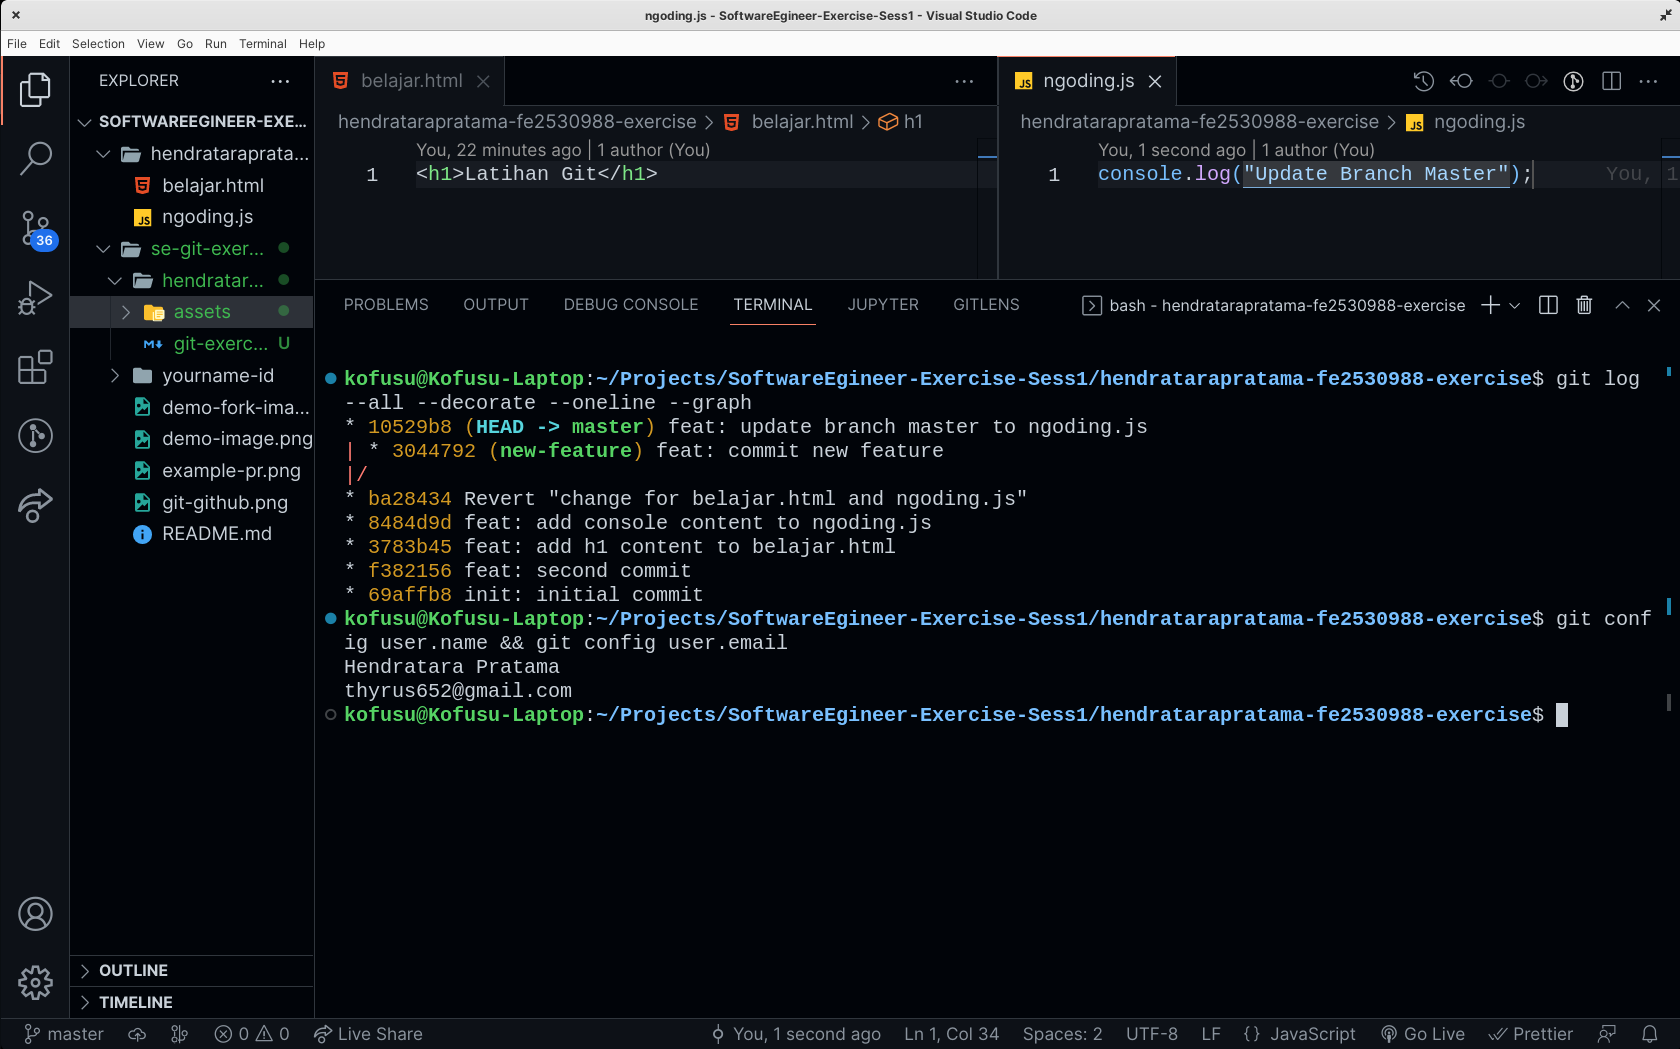 ngoding.js - SoftwareEgineer-Exercise-Sess1 - Visual Studio Code
File Edit Selection View Go Run Terminal Help
EXPLORER
SOFTWAREEGINEER-EXE...
hendrataraprata...
belajar.html
ngoding.js
se-git-exer...
hendratar...
assets
git-exerc... U
yourname-id
demo-fork-ima...
demo-image.png
example-pr.png
git-github.png
README.md
OUTLINE
TIMELINE
36
belajar.html
hendratarapratama-fe2530988-exercise > belajar.html > h1
You, 22 minutes ago | 1 author (You)
1 <h1>Latihan Git</h1>
JS ngoding.js
hendratarapratama-fe2530988-exercise > JS ngoding.js
You, 1 second ago | 1 author (You)
1 console.log("Update Branch Master"); You, 1
PROBLEMS OUTPUT DEBUG CONSOLE TERMINAL JUPYTER GITLENS bash - hendratarapratama-fe2530988-exercise
kofusu@Kofusu-Laptop:~/Projects/SoftwareEgineer-Exercise-Sess1/hendratarapratama-fe2530988-exercise$ git log
--all --decorate --oneline --graph
* 10529b8 (HEAD -> master) feat: update branch master to ngoding.js
| * 3044792 (new-feature) feat: commit new feature
|/
* ba28434 Revert "change for belajar.html and ngoding.js"
* 8484d9d feat: add console content to ngoding.js
* 3783b45 feat: add h1 content to belajar.html
* f382156 feat: second commit
* 69affb8 init: initial commit
kofusu@Kofusu-Laptop:~/Projects/SoftwareEgineer-Exercise-Sess1/hendratarapratama-fe2530988-exercise$ git conf
ig user.name && git config user.email
Hendratara Pratama
thyrus652@gmail.com
kofusu@Kofusu-Laptop:~/Projects/SoftwareEgineer-Exercise-Sess1/hendratarapratama-fe2530988-exercise$
master 0 0 Live Share You, 1 second ago Ln 1, Col 34 Spaces: 2 UTF-8 LF {} JavaScript Go Live Prettier